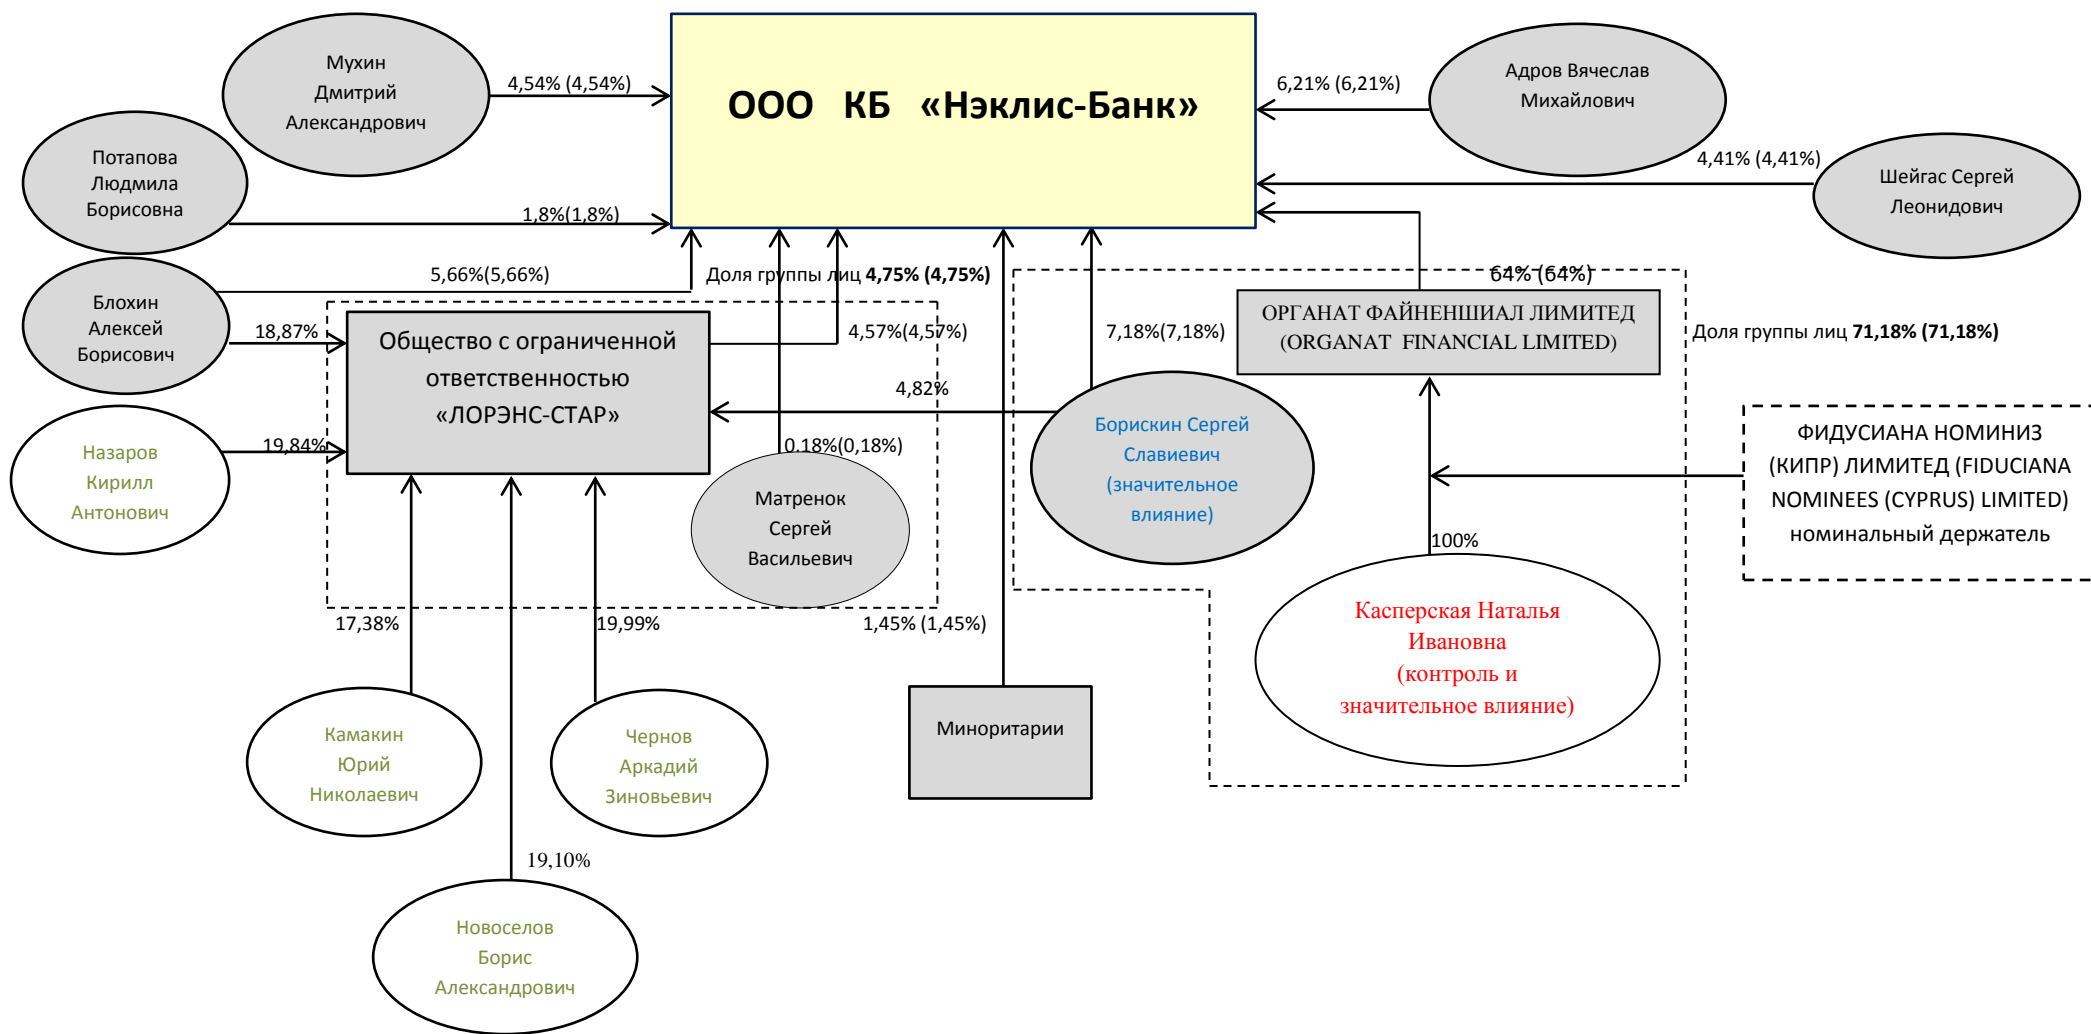 ООО КБ «Нэклис-Банк»
Мухин
Дмитрий
Александрович
4,54% (4,54%)
6,21% (6,21%)
Адров Вячеслав
Михайлович
Потапова
Людмила
Борисовна
1,8%(1,8%)
4,41% (4,41%)
Шейгас Сергей
Леонидович
5,66%(5,66%)
Доля группы лиц 4,75% (4,75%)
64% (64%)
Блохин
Алексей
Борисович
18,87%
Общество с ограниченной
ответственностью
«ЛОРЭНС-СТАР»
4,57%(4,57%)
7,18%(7,18%)
ОРГАНАТ ФАЙНЕНШИАЛ ЛИМИТЕД
(ORGANAT FINANCIAL LIMITED)
Доля группы лиц 71,18% (71,18%)
4,82%
Борискин Сергей
Славиевич
(значительное
влияние)
ФИДУСИАНА НОМИНИЗ
(КИПР) ЛИМИТЕД (FIDUCIANA
NOMINEES (CYPRUS) LIMITED)
номинальный держатель
Назаров
Кирилл
Антонович
19,84%
0,18%(0,18%)
Матренок
Сергей
Васильевич
100%
17,38%
19,99%
1,45% (1,45%)
Касперская Наталья
Ивановна
(контроль и
значительное влияние)
Камакин
Юрий
Николаевич
Чернов
Аркадий
Зиновьевич
Миноритарии
19,10%
Новоселов
Борис
Александрович